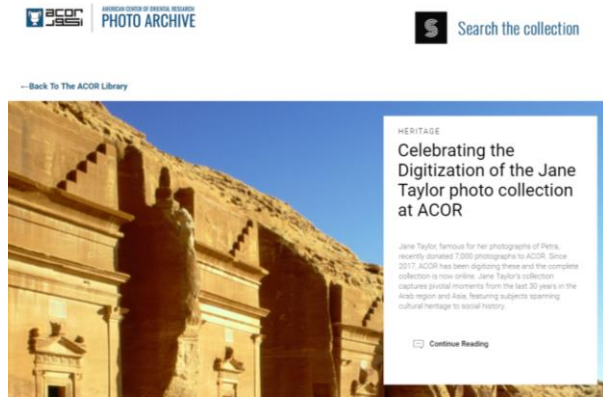 acor
AMERICAN CENTER OF ORIENTAL RESEARCH
PHOTO ARCHIVE
S
Search the collection
←Back To The ACOR Library
HERITAGE
Celebrating the
Digitization of the Jane
Taylor photo collection
at ACOR
Jane Taylor, famous for her photographs of Petra,
recently donated 7,000 photographs to ACOR. Since
2017, ACOR has been digitizing these and the complete
collection is now online. Jane Taylor's collection
captures pivotal moments from the last 30 years in the
Arab region and Asia, featuring subjects spanning
cultural heritage to social history.
Continue Reading